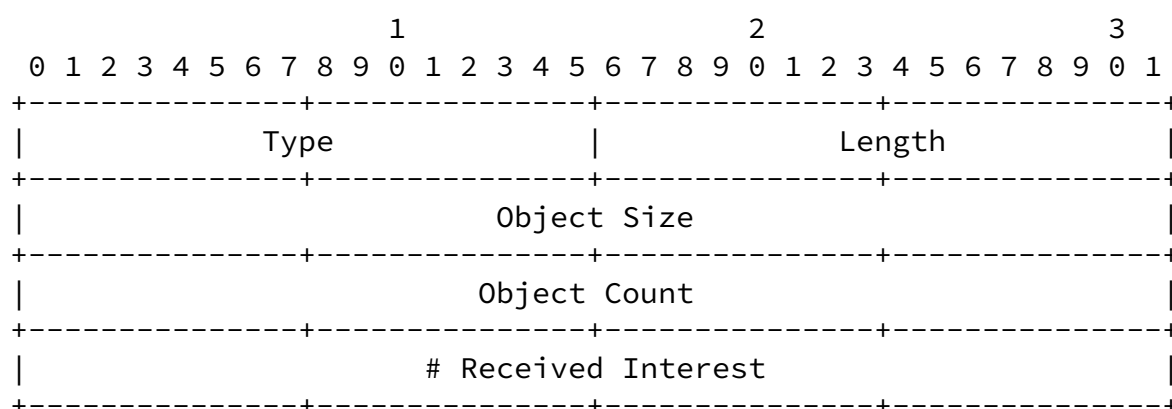 1                   2                   3
 0 1 2 3 4 5 6 7 8 9 0 1 2 3 4 5 6 7 8 9 0 1 2 3 4 5 6 7 8 9 0 1
+---------------+---------------+---------------+---------------+
|             Type              |             Length            |
+---------------+---------------+---------------+---------------+
|                          Object Size                          |
+---------------+---------------+---------------+---------------+
|                         Object Count                          |
+---------------+---------------+---------------+---------------+
|                      # Received Interest                      |
+---------------+---------------+---------------+---------------+